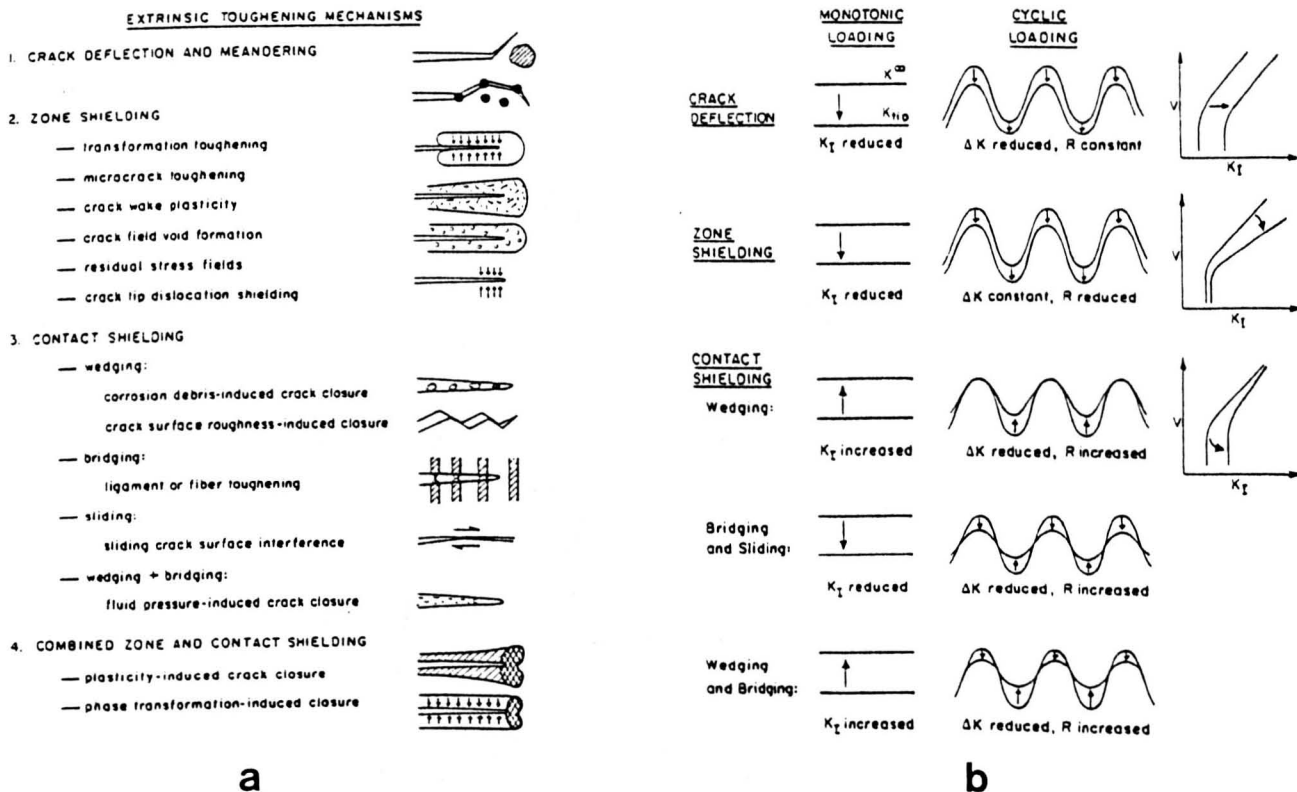 EXTRINSIC TOUGHENING MECHANISMS
1. CRACK DEFLECTION AND MEANDERING
2. ZONE SHIELDING
— transformation toughening
— microcrack toughening
— crack wake plasticity
— crack field void formation
— residual stress fields
— crack tip dislocation shielding
3. CONTACT SHIELDING
— wedging:
corrosion debris-induced crack closure
crack surface roughness-induced closure
— bridging:
ligament or fiber toughening
— sliding:
sliding crack surface interference
— wedging + bridging:
fluid pressure-induced crack closure
4. COMBINED ZONE AND CONTACT SHIELDING
— plasticity-induced crack closure
— phase transformation-induced closure
a
MONOTONIC LOADING
CYCLIC LOADING
CRACK DEFLECTION
K∞
Ktip
KI reduced
ΔK reduced, R constant
V
KI
ZONE SHIELDING
KI reduced
ΔK constant, R reduced
V
KI
CONTACT SHIELDING
Wedging:
KI increased
ΔK reduced, R increased
V
KI
Bridging
and Sliding:
KI reduced
ΔK reduced, R increased
Wedging
and Bridging:
KI increased
ΔK reduced, R increased
b